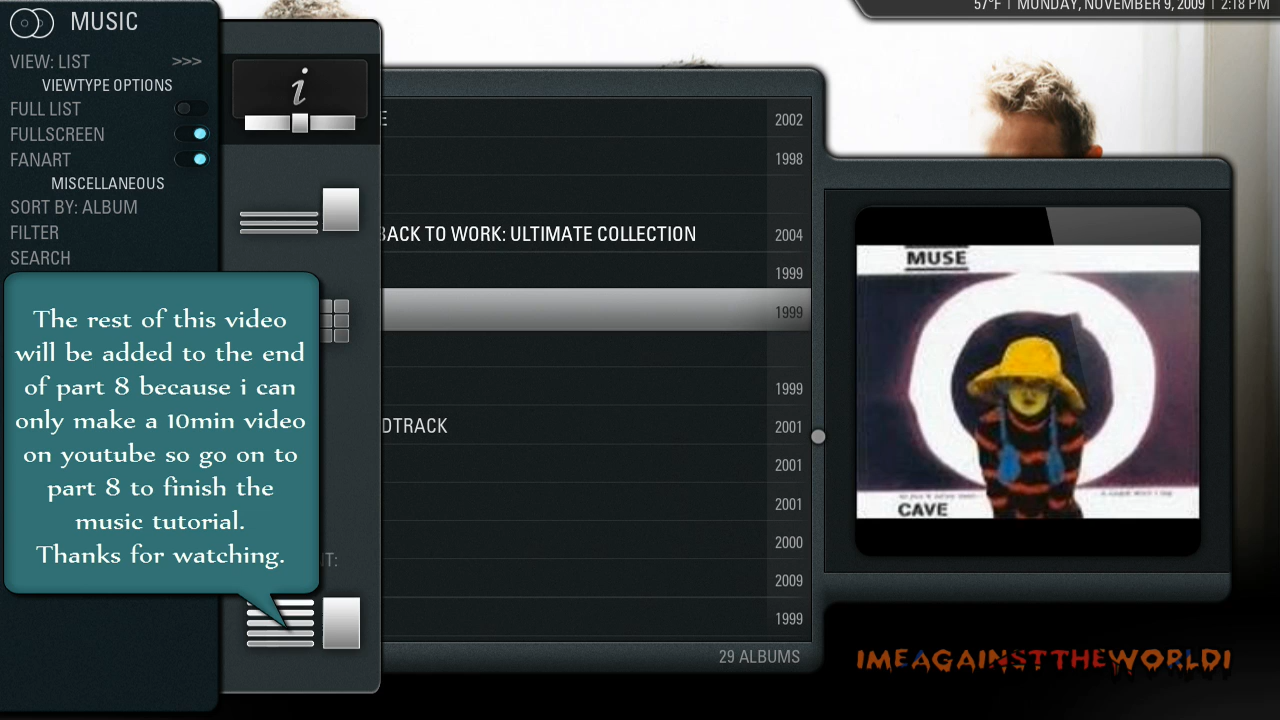 57°F | MONDAY, NOVEMBER 9, 2009 | 2:18 PM
MUSIC
VIEW: LIST >>>
VIEWTYPE OPTIONS
FULL LIST
FULLSCREEN
FANART
MISCELLANEOUS
SORT BY: ALBUM
FILTER
SEARCH
i
The rest of this video
will be added to the end
of part 8 because i can
only make a 10min video
on youtube so go on to
part 8 to finish the
music tutorial.
Thanks for watching.
NT:
E 2002
1998
BACK TO WORK: ULTIMATE COLLECTION 2004
1999
1999
1999
DTRACK 2001
2001
2001
2000
2009
1999
29 ALBUMS
MUSE
CAVE
IMEAGAINSTTHEWORLDI